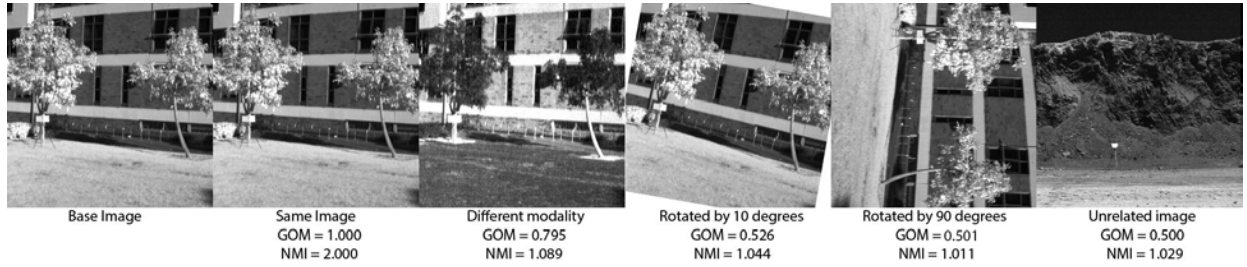 Base Image
Same Image
GOM = 1.000
NMI = 2.000
Different modality
GOM = 0.795
NMI = 1.089
Rotated by 10 degrees
GOM = 0.526
NMI = 1.044
Rotated by 90 degrees
GOM = 0.501
NMI = 1.011
Unrelated image
GOM = 0.500
NMI = 1.029